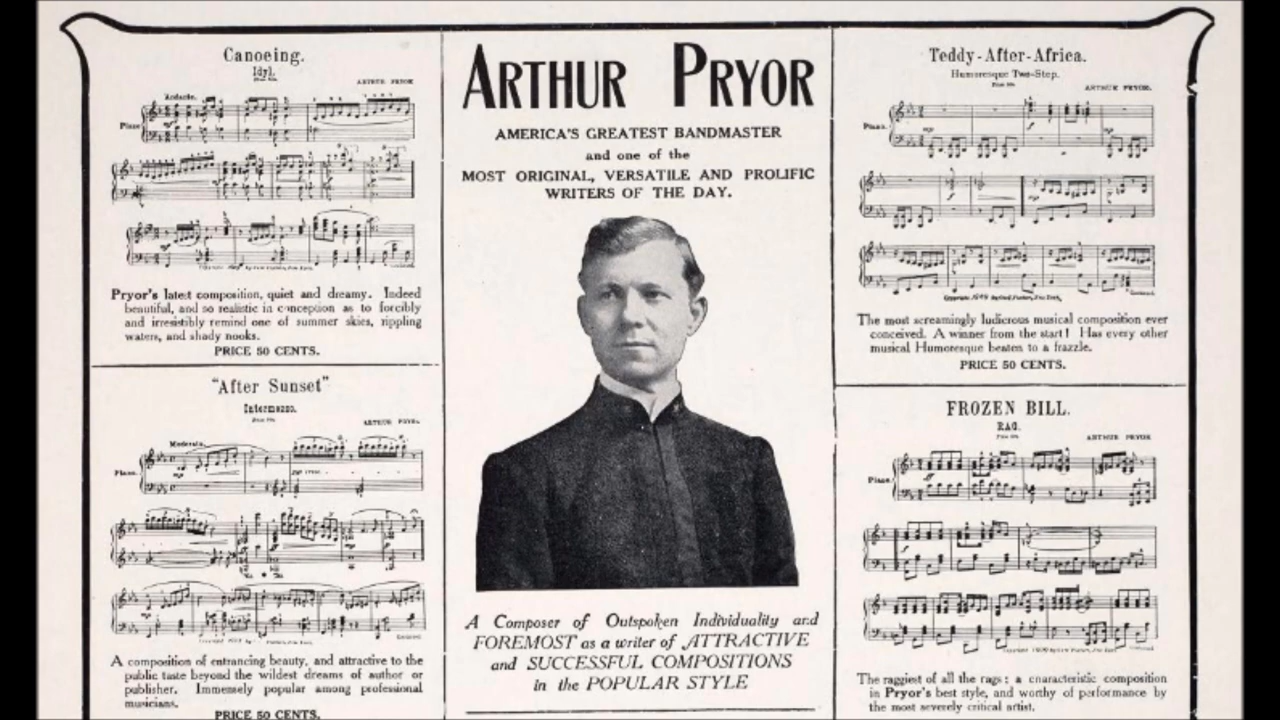 Canoeing.
Idyl.
ARTHUR PRYOR
Andante.
Piano.
Pryor's latest composition, quiet and dreamy. Indeed
beautiful, and so realistic in conception as to forcibly
and irresistibly remind one of summer skies, rippling
waters, and shady nooks.
PRICE 50 CENTS.
"After Sunset"
Intermezzo.
ARTHUR PRYOR.
Moderato.
Piano.
A composition of entrancing beauty, and attractive to the
public taste beyond the wildest dreams of author or
publisher. Immensely popular among professional
musicians.
PRICE 50 CENTS.
ARTHUR PRYOR
AMERICA'S GREATEST BANDMASTER
and one of the
MOST ORIGINAL, VERSATILE AND PROLIFIC
WRITERS OF THE DAY.
A Composer of Outspoken Individuality and
FOREMOST as a writer of ATTRACTIVE
and SUCCESSFUL COMPOSITIONS
in the POPULAR STYLE
Teddy-After-Africa.
Humoresque Two-Step.
ARTHUR PRYOR.
Piano.
The most screamingly ludicrous musical composition ever
conceived. A winner from the start! Has every other
musical Humoresque beaten to a frazzle.
PRICE 50 CENTS.
FROZEN BILL.
RAG.
ARTHUR PRYOR
Piano.
The raggiest of all the rags: a characteristic composition
in Pryor's best style, and worthy of performance by
the most severely critical artist.